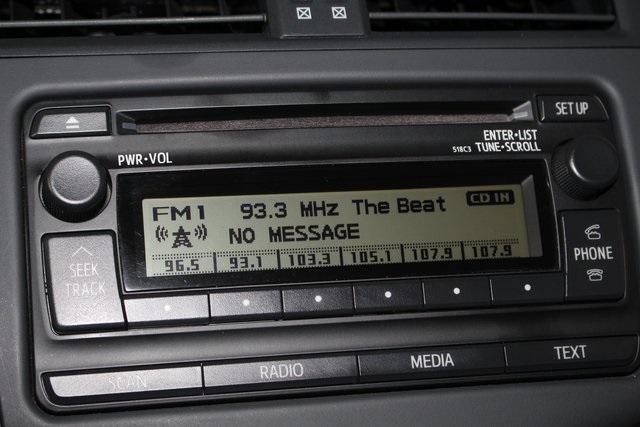 SET UP
ENTER•LIST
518C3 TUNE•SCROLL
PWR•VOL
FM1 93.3 MHz The Beat CD IN
NO MESSAGE
96.5 93.1 103.3 105.1 107.9 107.9
SEEK
TRACK
PHONE
SCAN RADIO MEDIA TEXT